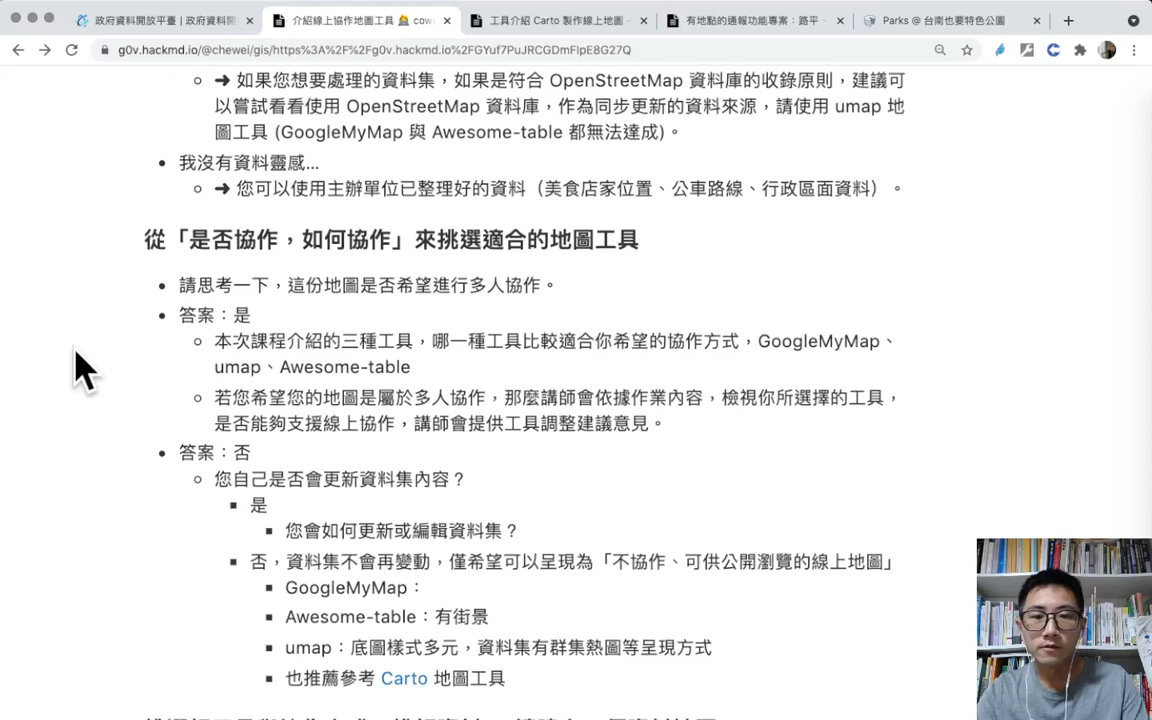 政府資料開放平臺 | 政府資料開
介紹線上協作地圖工具 🙋 cow
工具介紹 Carto 製作線上地圖 -
有地點的通報功能專案：路平、
Parks @ 台南也要特色公園
g0v.hackmd.io/@chewei/gis/https%3A%2F%2Fg0v.hackmd.io%2FGYuf7PuJRCGDmFlpE8G27Q
➜ 如果您想要處理的資料集，如果是符合 OpenStreetMap 資料庫的收錄原則，建議可
以嘗試看看使用 OpenStreetMap 資料庫，作為同步更新的資料來源，請使用 umap 地
圖工具 (GoogleMyMap 與 Awesome-table 都無法達成)。
我沒有資料靈感...
➜ 您可以使用主辦單位已整理好的資料（美食店家位置、公車路線、行政區面資料）。
從「是否協作，如何協作」來挑選適合的地圖工具
請思考一下，這份地圖是否希望進行多人協作。
答案：是
本次課程介紹的三種工具，哪一種工具比較適合你希望的協作方式，GoogleMyMap、
umap、Awesome-table
若您希望您的地圖是屬於多人協作，那麼講師會依據作業內容，檢視你所選擇的工具，
是否能夠支援線上協作，講師會提供工具調整建議意見。
答案：否
您自己是否會更新資料集內容？
是
您會如何更新或編輯資料集？
否，資料集不會再變動，僅希望可以呈現為「不協作、可供公開瀏覽的線上地圖」
GoogleMyMap：
Awesome-table：有街景
umap：底圖樣式多元，資料集有群集熱圖等呈現方式
也推薦參考 Carto 地圖工具